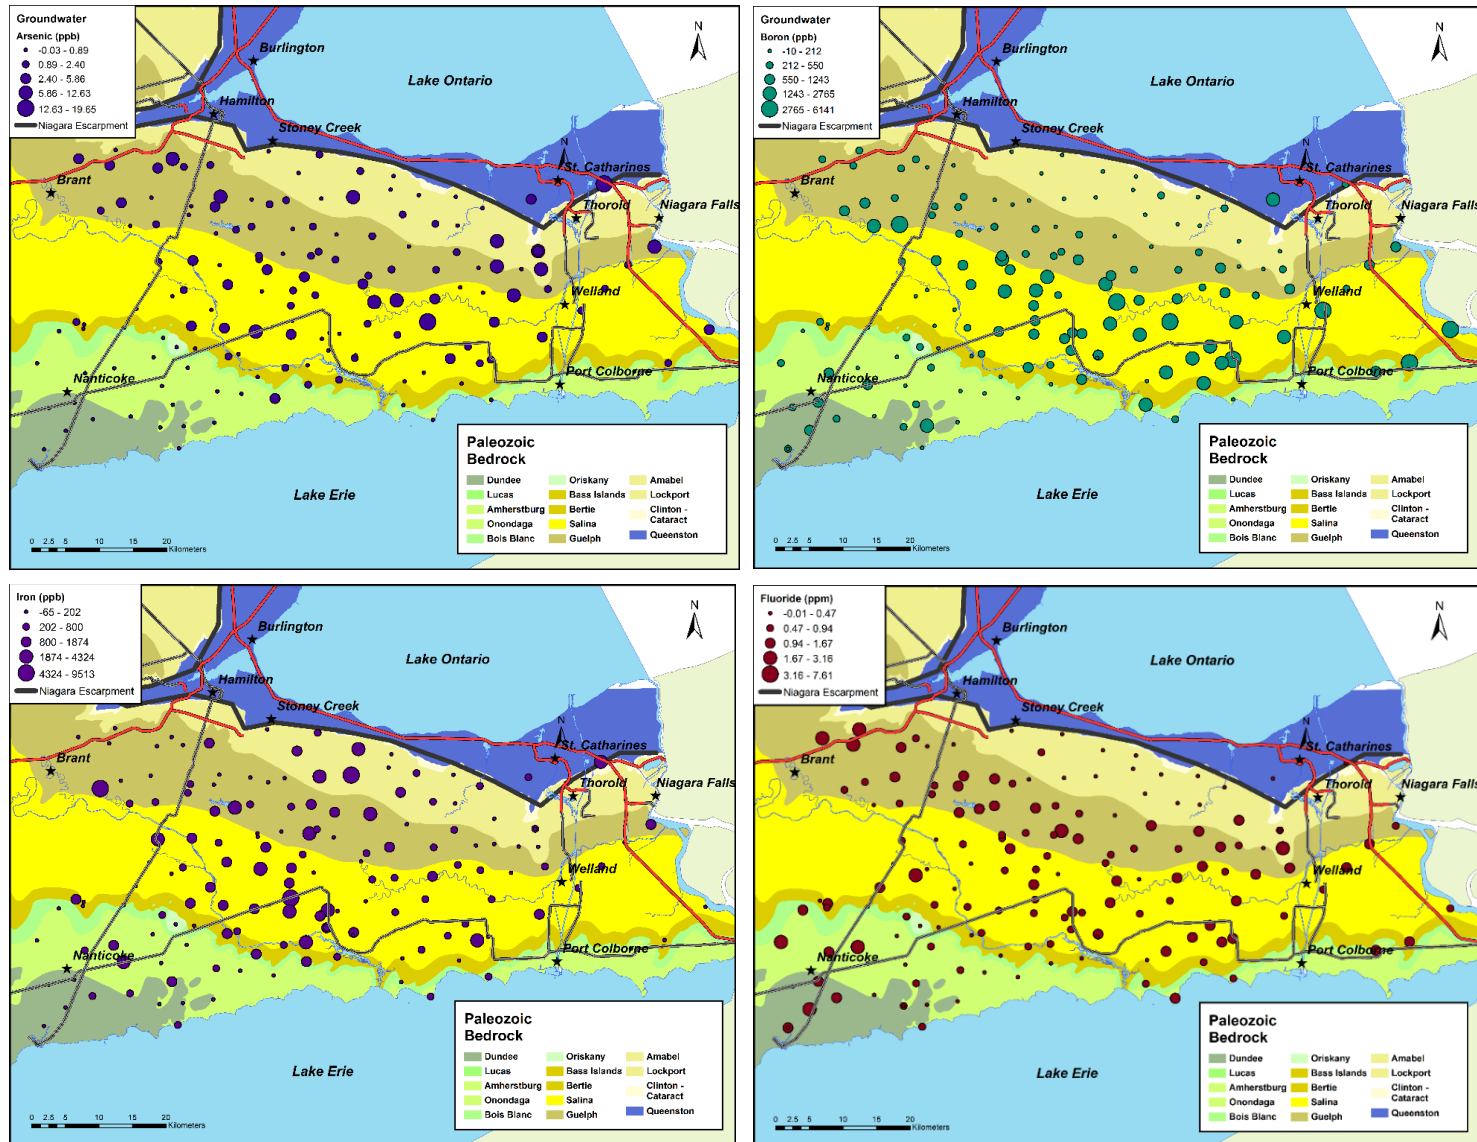 Groundwater
Arsenic (ppb)
-0.03 - 0.89
0.89 - 2.40
2.40 - 5.86
5.86 - 12.63
12.63 - 19.65
Niagara Escarpment
Burlington
Lake Ontario
N
Hamilton
Stoney Creek
N
St. Catharines
Brant
Thorold
Niagara Falls
Welland
Nanticoke
Port Colborne
Lake Erie
Paleozoic
Bedrock
Dundee
Lucas
Amherstburg
Onondaga
Bois Blanc
Oriskany
Bass Islands
Bertie
Salina
Guelph
Amabel
Lockport
Clinton -
Cataract
Queenston
0 2.5 5 10 15 20
Kilometers
Groundwater
Boron (ppb)
-10 - 212
212 - 550
550 - 1243
1243 - 2765
2765 - 6141
Niagara Escarpment
Burlington
Lake Ontario
N
Hamilton
Stoney Creek
N
St. Catharines
Brant
Thorold
Niagara Falls
Welland
Nanticoke
Port Colborne
Lake Erie
Paleozoic
Bedrock
Dundee
Lucas
Amherstburg
Onondaga
Bois Blanc
Oriskany
Bass Islands
Bertie
Salina
Guelph
Amabel
Lockport
Clinton -
Cataract
Queenston
0 2.5 5 10 15 20
Kilometers
Iron (ppb)
-65 - 202
202 - 800
800 - 1874
1874 - 4324
4324 - 9513
Niagara Escarpment
Burlington
Lake Ontario
N
Hamilton
Stoney Creek
N
St. Catharines
Brant
Thorold
Niagara Falls
Welland
Nanticoke
Port Colborne
Lake Erie
Paleozoic
Bedrock
Dundee
Lucas
Amherstburg
Onondaga
Bois Blanc
Oriskany
Bass Islands
Bertie
Salina
Guelph
Amabel
Lockport
Clinton -
Cataract
Queenston
0 2.5 5 10 15 20
Kilometers
Fluoride (ppm)
-0.01 - 0.47
0.47 - 0.94
0.94 - 1.67
1.67 - 3.16
3.16 - 7.61
Niagara Escarpment
Burlington
Lake Ontario
N
Hamilton
Stoney Creek
N
St. Catharines
Brant
Thorold
Niagara Falls
Welland
Nanticoke
Port Colborne
Lake Erie
Paleozoic
Bedrock
Dundee
Lucas
Amherstburg
Onondaga
Bois Blanc
Oriskany
Bass Islands
Bertie
Salina
Guelph
Amabel
Lockport
Clinton -
Cataract
Queenston
0 2.5 5 10 15 20
Kilometers